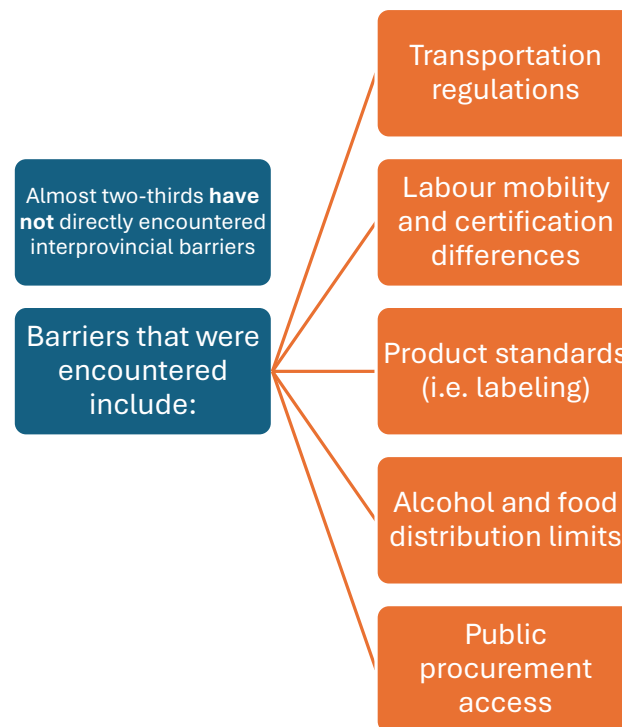 Almost two-thirds have
not directly encountered
interprovincial barriers
Barriers that were
encountered
include:
Transportation
regulations
Labour mobility
and certification
differences
Product standards
(i.e. labeling)
Alcohol and food
distribution limits
Public
procurement
access